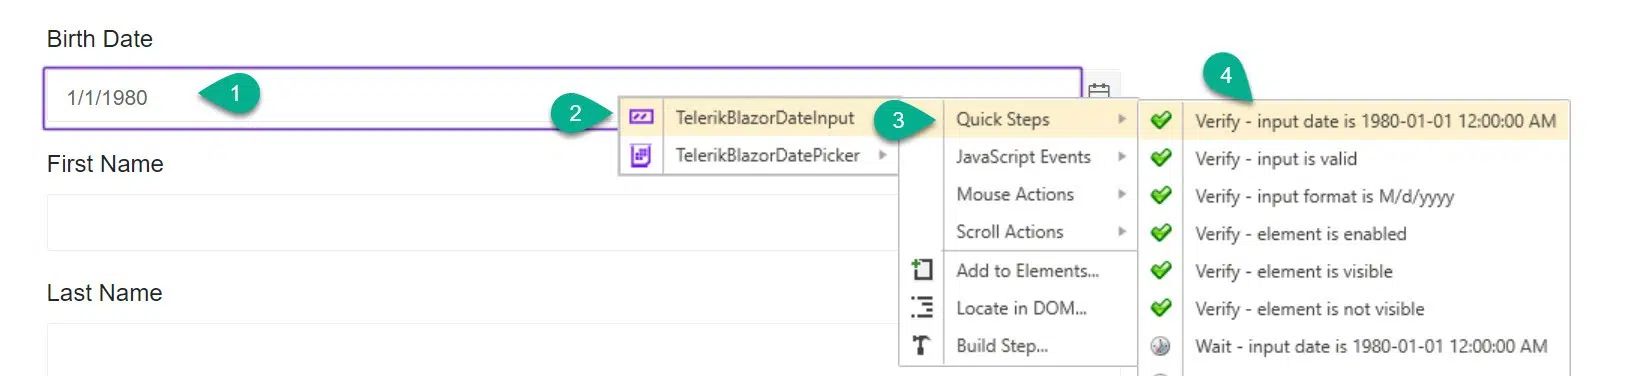 Birth Date
1/1/1980
1
First Name
Last Name
2
TelerikBlazorDateInput
TelerikBlazorDatePicker
3
Quick Steps
JavaScript Events
Mouse Actions
Scroll Actions
Add to Elements...
Locate in DOM...
Build Step...
4
Verify - input date is 1980-01-01 12:00:00 AM
Verify - input is valid
Verify - input format is M/d/yyyy
Verify - element is enabled
Verify - element is visible
Verify - element is not visible
Wait - input date is 1980-01-01 12:00:00 AM